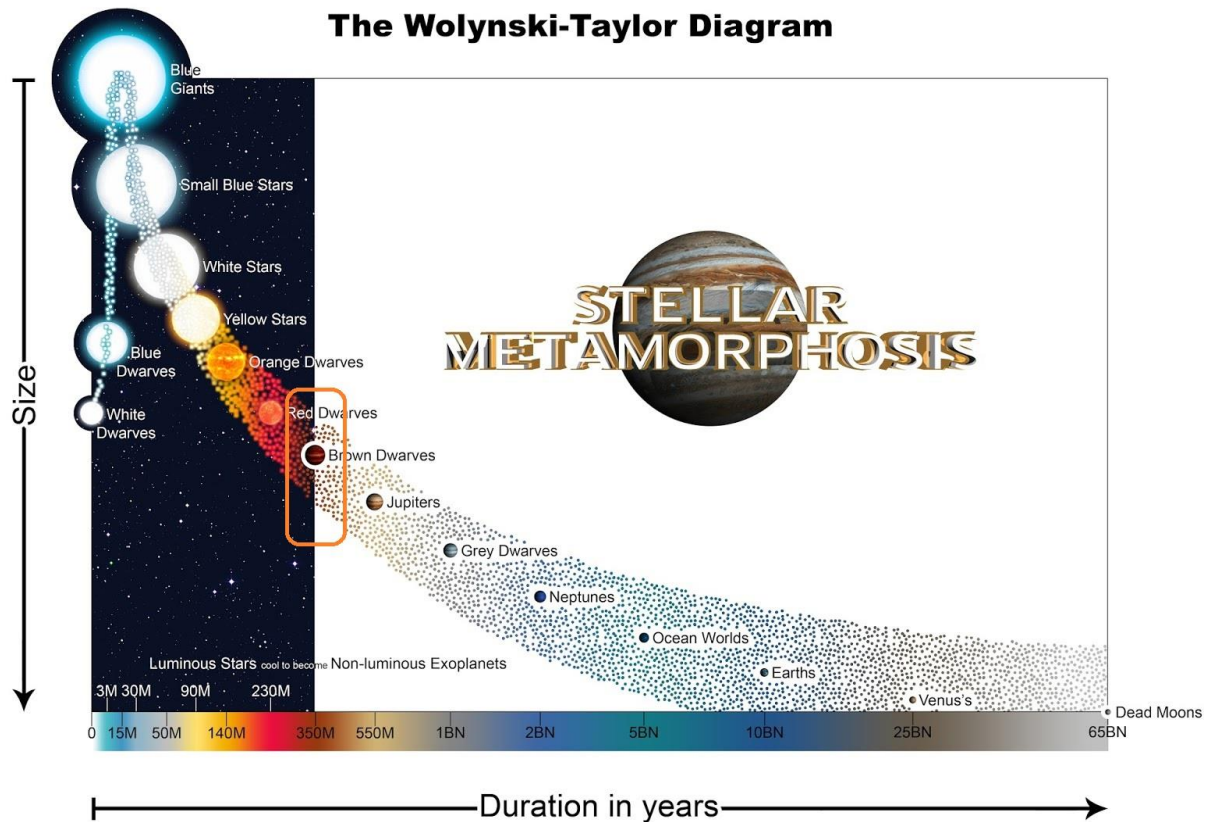 The Wolynski-Taylor Diagram
Blue
Giants
Small Blue Stars
White Stars
Yellow Stars
Blue
Dwarves
Orange Dwarves
White
Dwarves
Red Dwarves
Brown Dwarves
Jupiters
Grey Dwarves
Neptunes
Ocean Worlds
Earths
Venus's
Dead Moons
STELLAR
METAMORPHOSIS
Size
Luminous Stars cool to become Non-luminous Exoplanets
3M 30M 90M 230M
0 15M 50M 140M 350M 550M 1BN 2BN 5BN 10BN 25BN 65BN
Duration in years